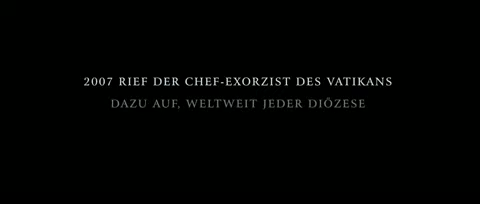 2007 RIEF DER CHEF-EXORZIST DES VATIKANS
DAZU AUF, WELTWEIT JEDER DIÖZESE